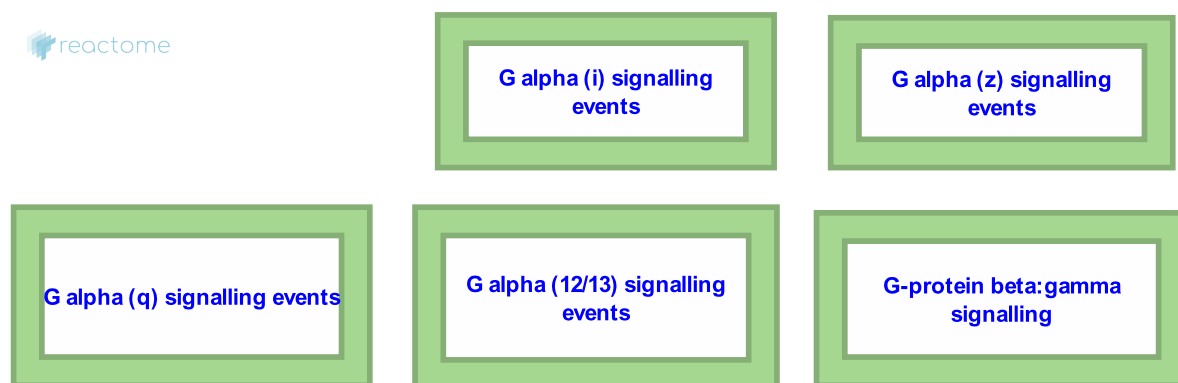 reactome
G alpha (i) signalling
events
G alpha (z) signalling
events
G alpha (q) signalling events
G alpha (12/13) signalling
events
G-protein beta:gamma
signalling